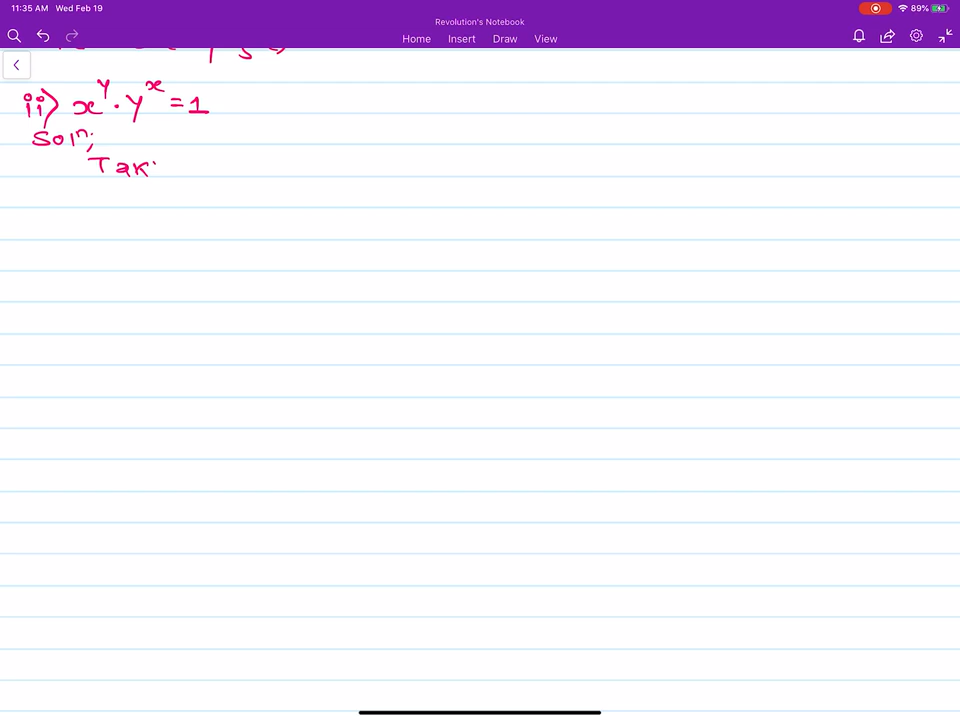 11:35 AM Wed Feb 19
89%
Revolution's Notebook
Home Insert Draw View
ii) x^y . y^x = 1
Solⁿ;
Tak